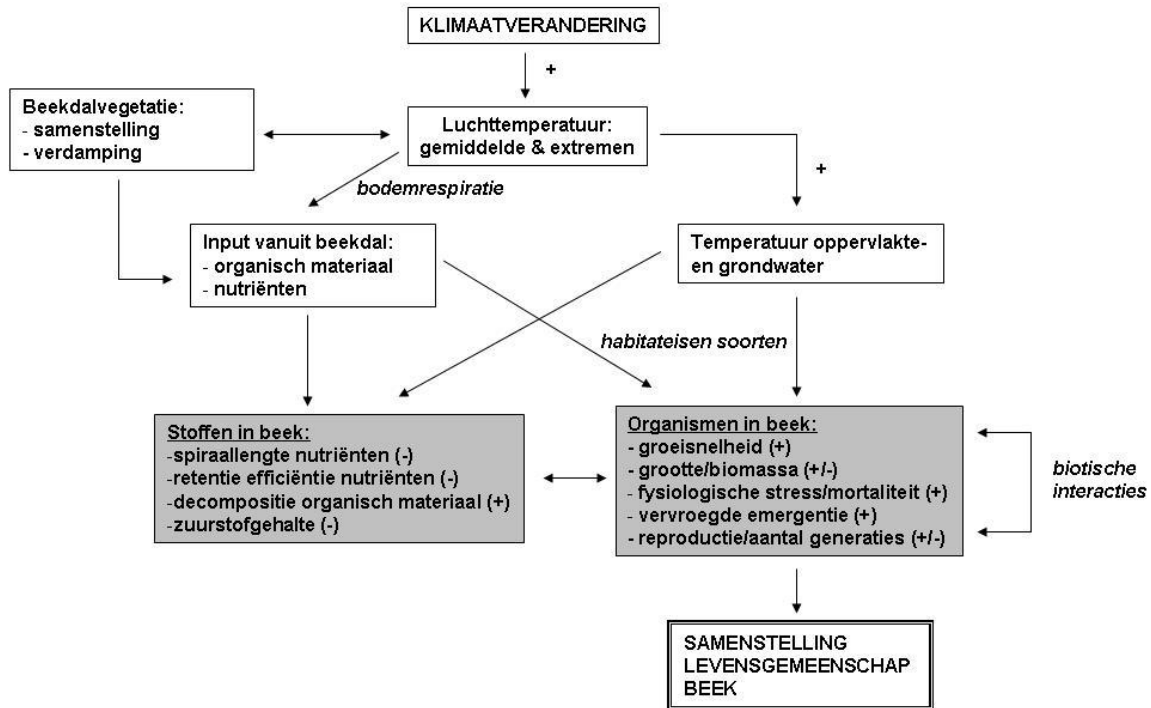 KLIMAATVERANDERING
+
Beekdalvegetatie:
- samenstelling
- verdamping
Luchttemperatuur:
gemiddelde & extremen
+
bodemrespiratie
Input vanuit beekdal:
- organisch materiaal
- nutriënten
Temperatuur oppervlakte-
en grondwater
habitateisen soorten
Stoffen in beek:
-spiraallengte nutriënten (-)
-retentie efficiëntie nutriënten (-)
-decompositie organisch materiaal (+)
-zuurstofgehalte (-)
Organismen in beek:
- groeisnelheid (+)
- grootte/biomassa (+/-)
- fysiologische stress/mortaliteit (+)
- vervroegde emergentie (+)
- reproductie/aantal generaties (+/-)
biotische
interacties
SAMENSTELLING
LEVENSGEMEENSCHAP
BEEK